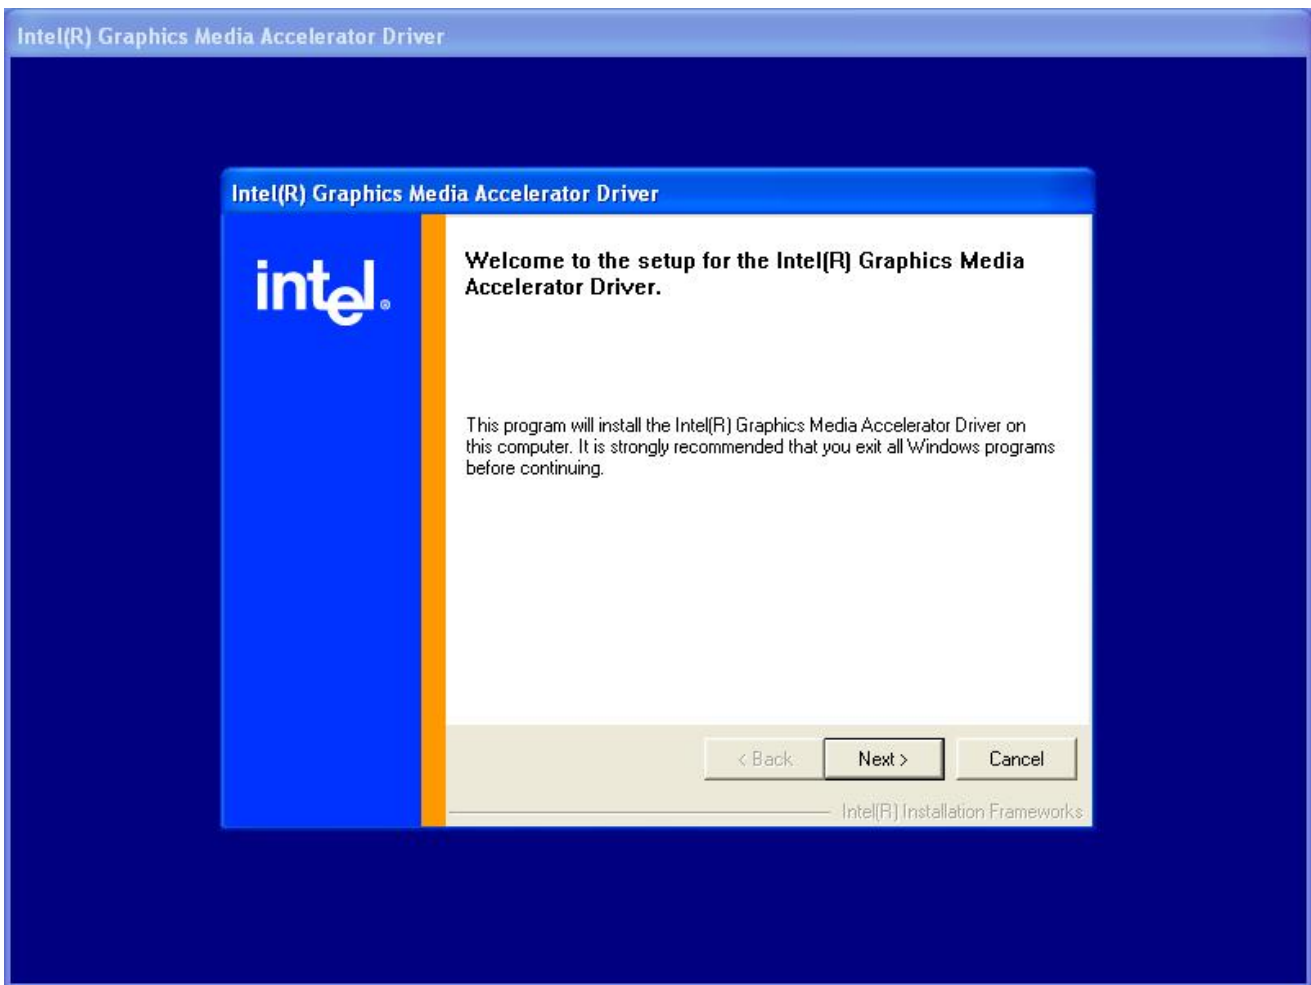 Intel(R) Graphics Media Accelerator Driver
Intel(R) Graphics Media Accelerator Driver
intel®
Welcome to the setup for the Intel(R) Graphics Media
Accelerator Driver.
This program will install the Intel(R) Graphics Media Accelerator Driver on
this computer. It is strongly recommended that you exit all Windows programs
before continuing.
< Back
Next >
Cancel
Intel(R) Installation Frameworks